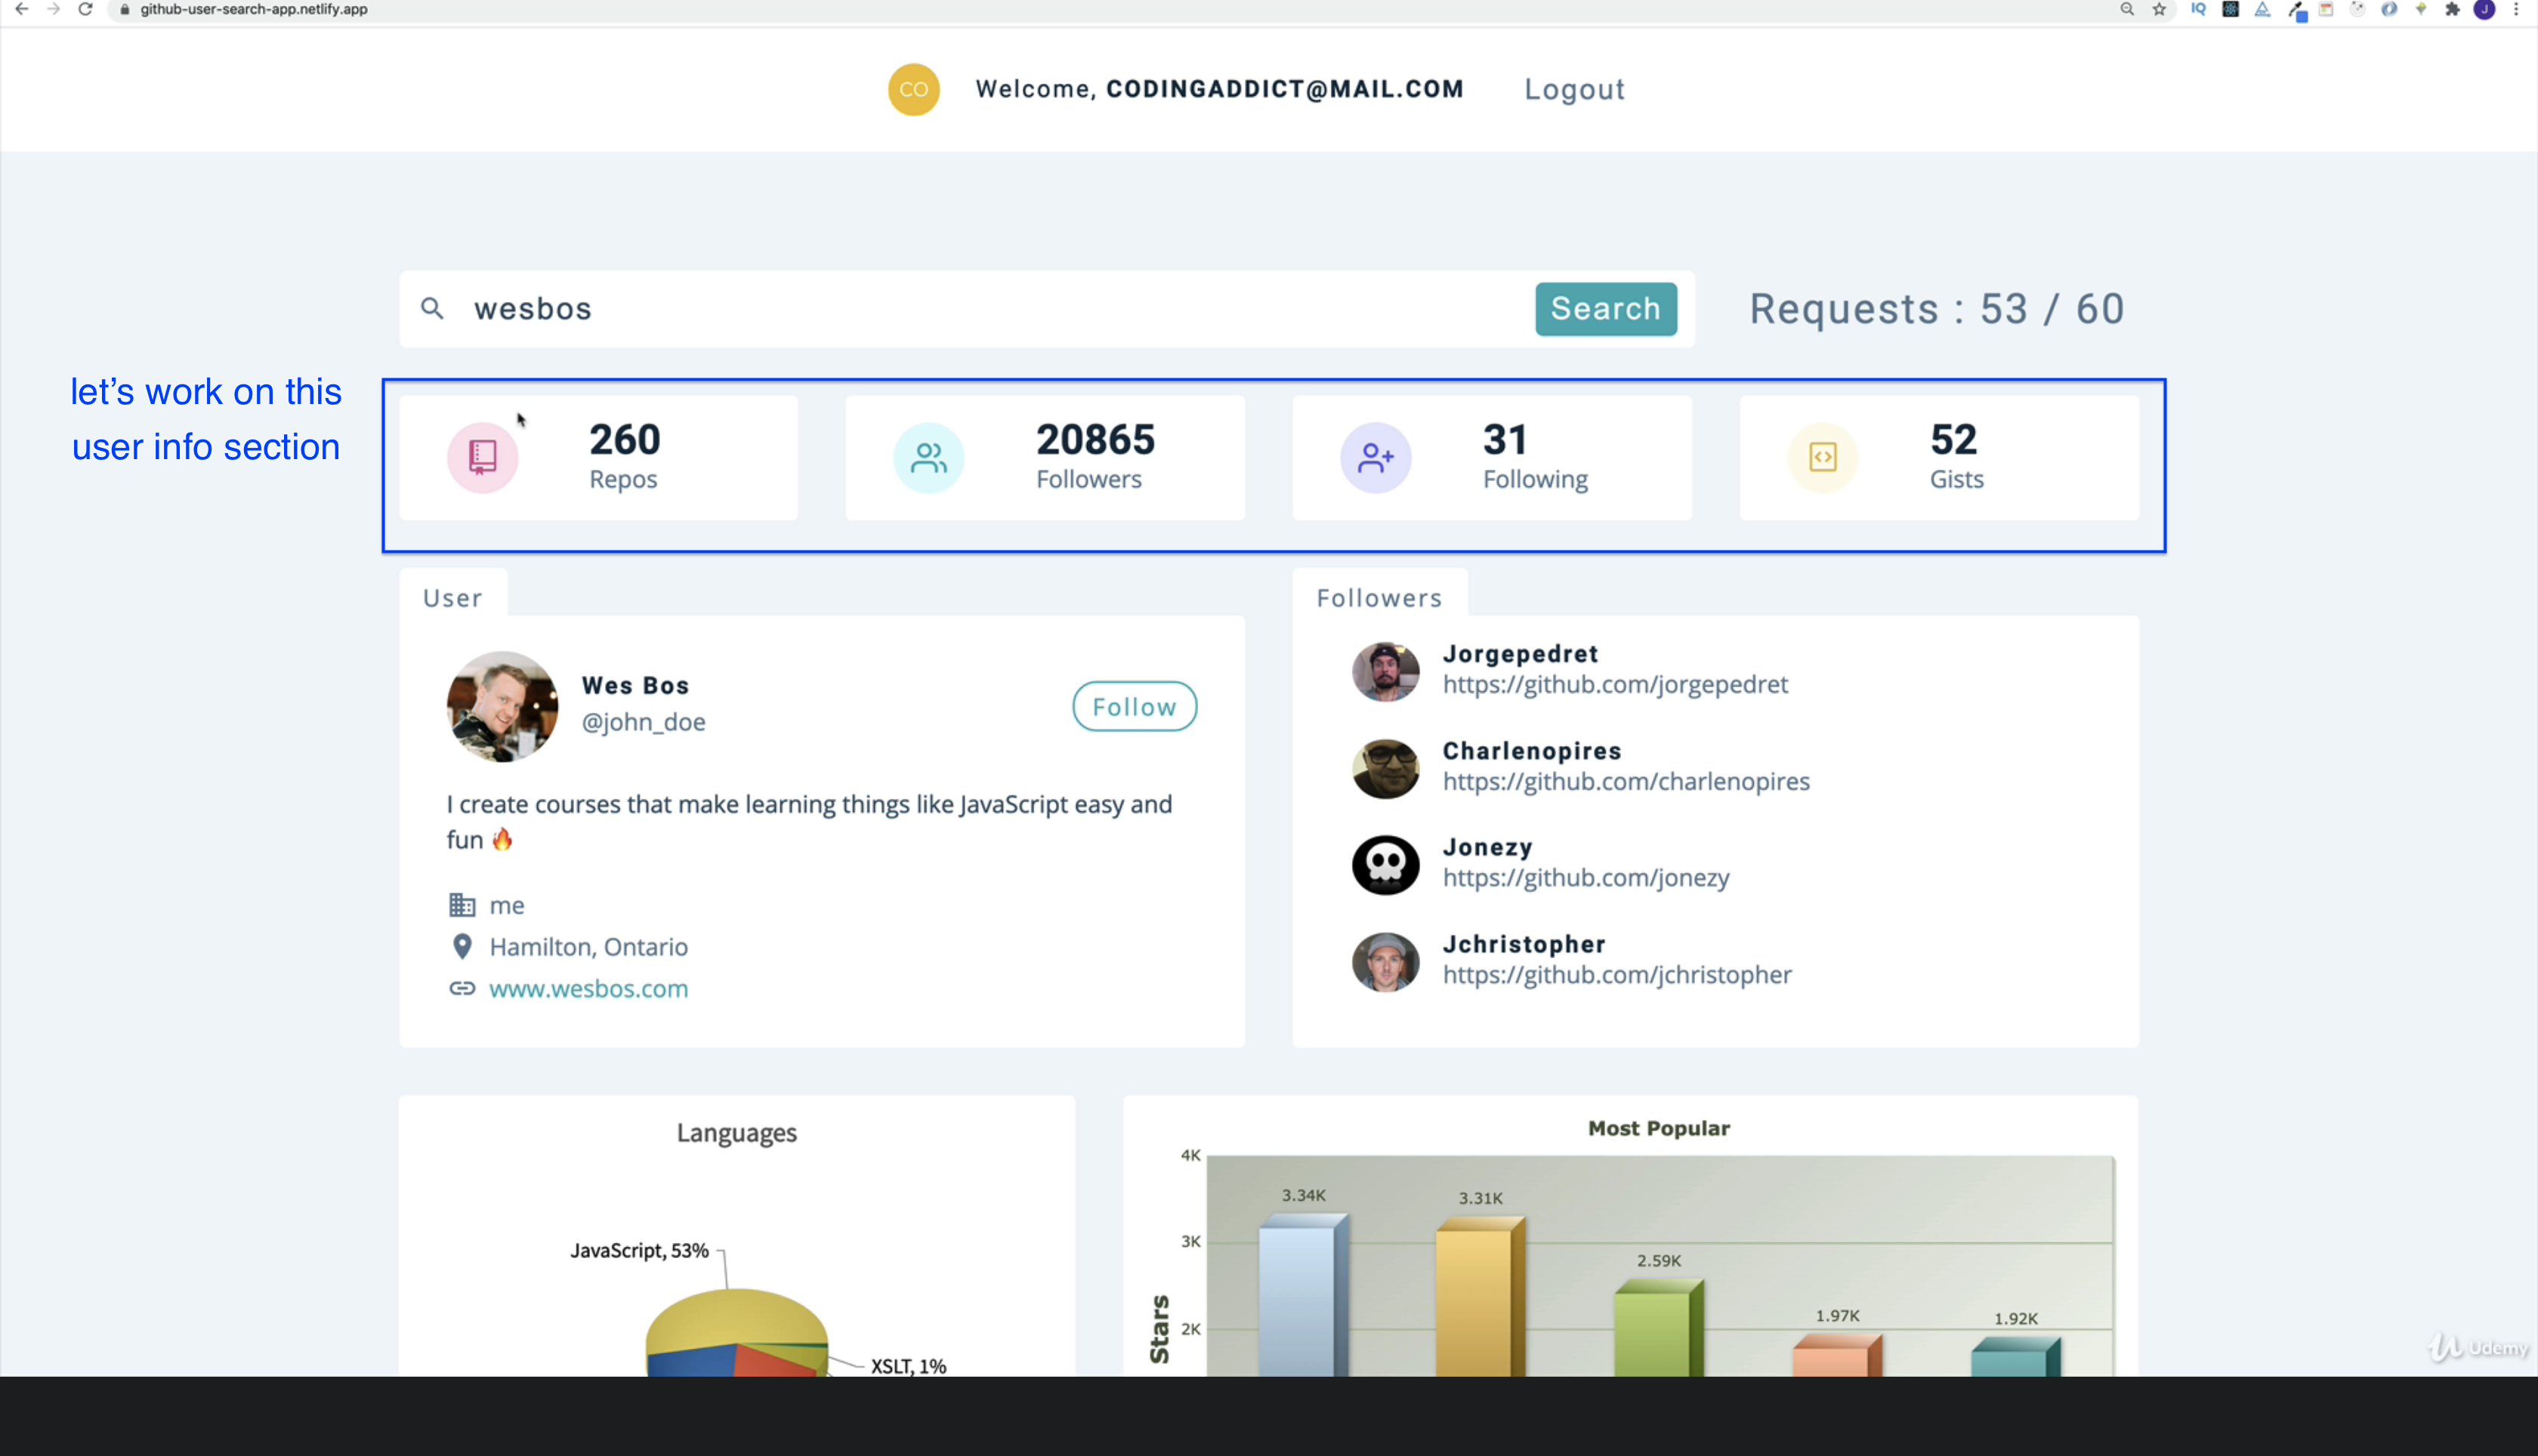 github-user-search-app.netlify.app
IQ
J
CO
Welcome, CODINGADDICT@MAIL.COM
Logout
wesbos
Search
Requests : 53 / 60
let's work on this
user info section
260
Repos
20865
Followers
31
Following
52
Gists
User
Wes Bos
@john_doe
Follow
I create courses that make learning things like JavaScript easy and
fun 🔥
me
Hamilton, Ontario
www.wesbos.com
Followers
Jorgepedret
https://github.com/jorgepedret
Charlenopires
https://github.com/charlenopires
Jonezy
https://github.com/jonezy
Jchristopher
https://github.com/jchristopher
Languages
JavaScript, 53%
XSLT, 1%
Most Popular
4K
3.34K
3.31K
3K
2.59K
1.97K
1.92K
2K
Stars
Udemy